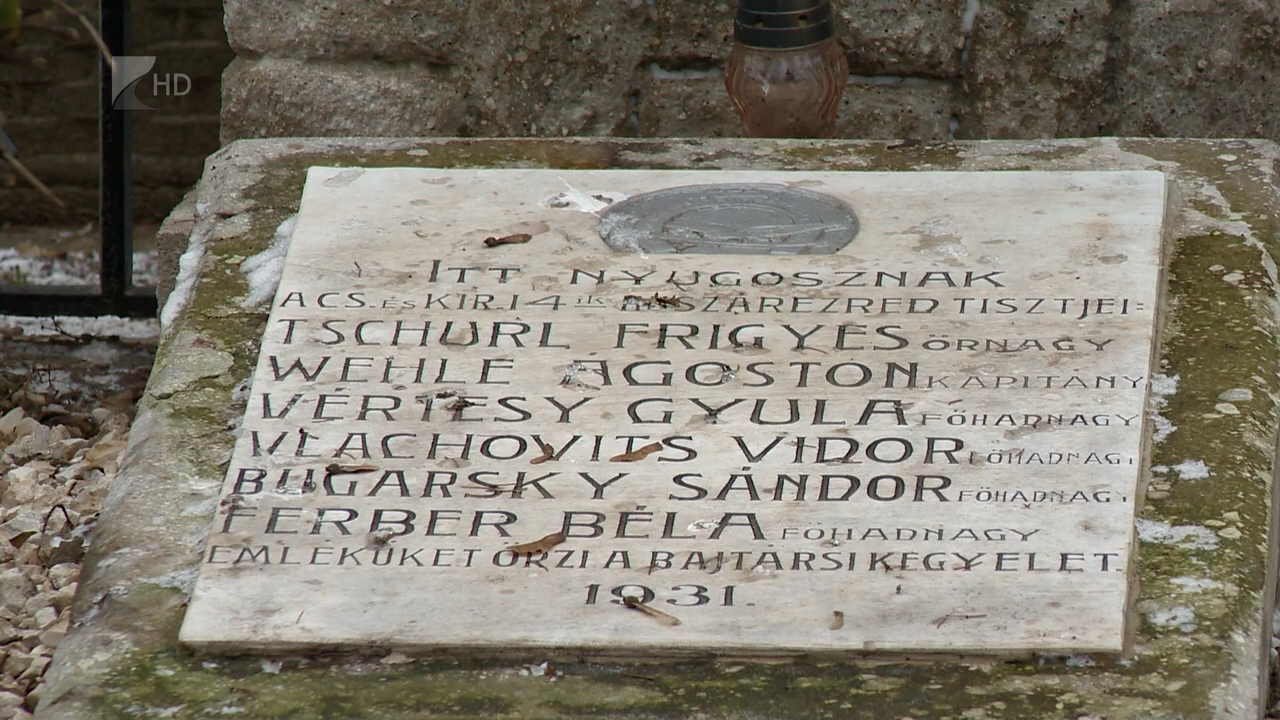 HD
ITT NYUGOSZNAK
A CS. ÉS KIR. 14 IK HUSZÁREZRED TISZTJEI:
TSCHURL FRIGYES ŐRNAGY
WEHLE ÁGOSTON KAPITÁNY
VÉRTESY GYULA FŐHADNAGY
VLACHOVITS VIDOR FŐHADNAGY
BUGARSKY SÁNDOR FŐHADNAGY
FERBER BÉLA FŐHADNAGY
EMLÉKÜKET ŐRZI A BAJTÁRSI KEGYELET.
1931.